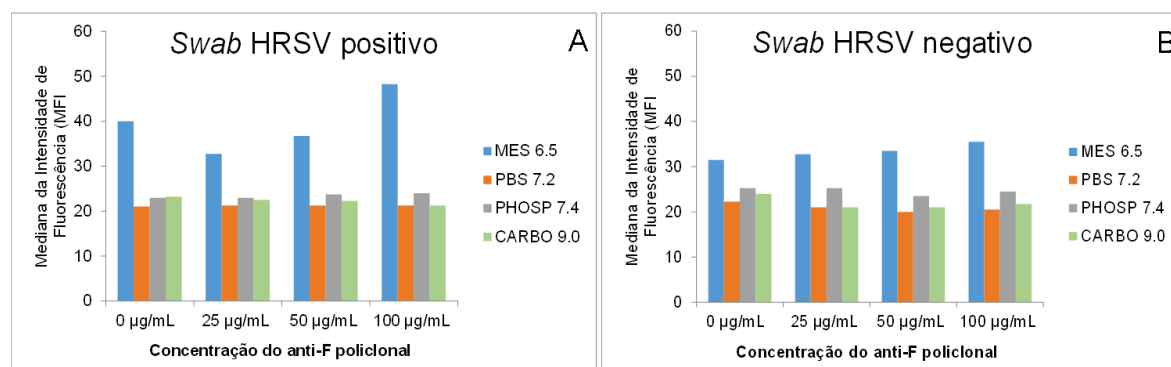 Swab HRSV positivo
A
Mediana da Intensidade de
Fluorescência (MFI
60
50
40
30
20
10
0
0 µg/mL 25 µg/mL 50 µg/mL 100 µg/mL
Concentração do anti-F policlonal
MES 6.5
PBS 7.2
PHOSP 7.4
CARBO 9.0
Swab HRSV negativo
B
Mediana da Intensidade de
Fluorescência (MFI
60
50
40
30
20
10
0
0 µg/mL 25 µg/mL 50 µg/mL 100 µg/mL
Concentração do anti-F policlonal
MES 6.5
PBS 7.2
PHOSP 7.4
CARBO 9.0